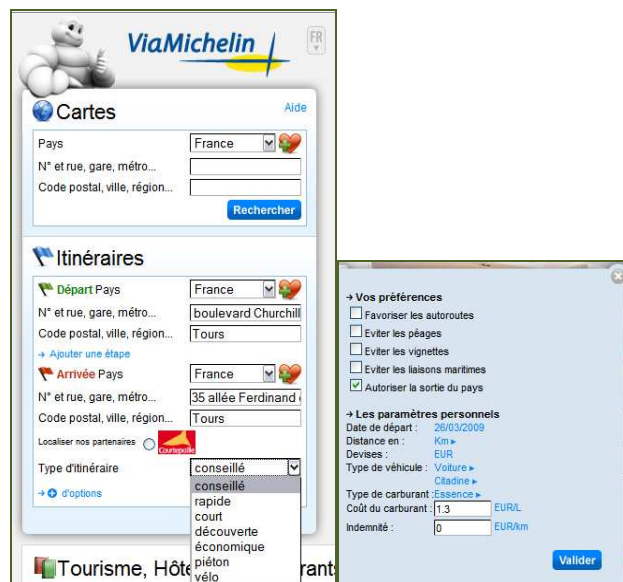 ViaMichelin
FR
Cartes
Aide
Pays France
N° et rue, gare, métro...
Code postal, ville, région...
Rechercher
Itinéraires
Départ Pays France
N° et rue, gare, métro... boulevard Churchill
Code postal, ville, région... Tours
→ Ajouter une étape
Arrivée Pays France
N° et rue, gare, métro... 35 allée Ferdinand
Code postal, ville, région... Tours
Localiser nos partenaires Courtepaille
Type d'itinéraire conseillé
conseillé
rapide
court
→ d'options
découverte
économique
piéton
vélo
Tourisme, Hôte rants
→ Vos préférences
Favoriser les autoroutes
Eviter les péages
Eviter les vignettes
Eviter les liaisons maritimes
Autoriser la sortie du pays
→ Les paramètres personnels
Date de départ : 26/03/2009
Distance en : Km
Devises : EUR
Type de véhicule : Voiture
Citadine
Type de carburant : Essence
Coût du carburant : 1.3 EUR/L
Indemnité : 0 EUR/km
Valider